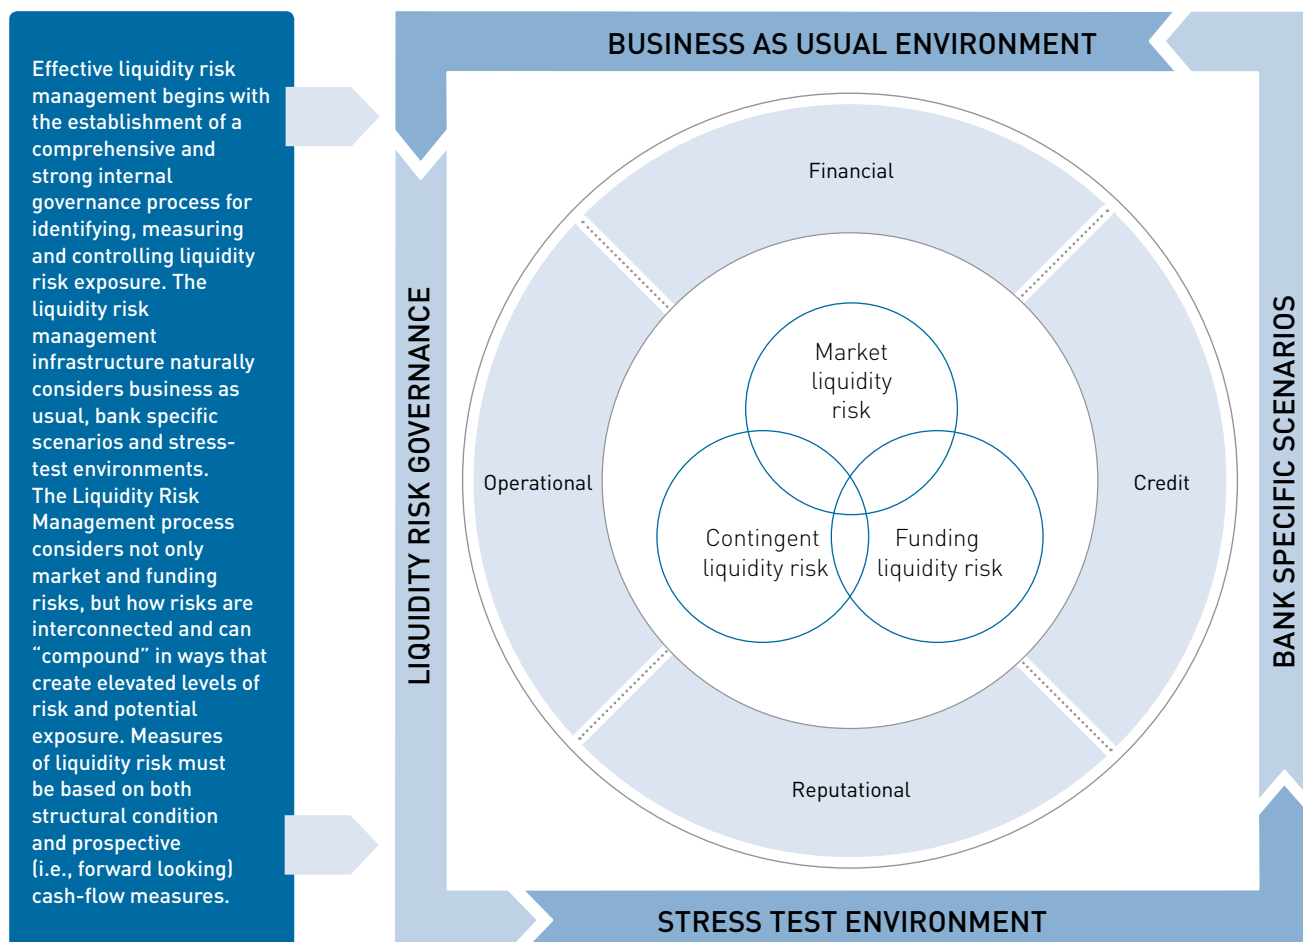 Effective liquidity risk
management begins with
the establishment of a
comprehensive and
strong internal
governance process for
identifying, measuring
and controlling liquidity
risk exposure. The
liquidity risk
management
infrastructure naturally
considers business as
usual, bank specific
scenarios and stress-
test environments.
The Liquidity Risk
Management process
considers not only
market and funding
risks, but how risks are
interconnected and can
“compound” in ways that
create elevated levels of
risk and potential
exposure. Measures
of liquidity risk must
be based on both
structural condition
and prospective
(i.e., forward looking)
cash-flow measures.
BUSINESS AS USUAL ENVIRONMENT
LIQUIDITY RISK GOVERNANCE
Financial
Market
liquidity
risk
Operational
Credit
Contingent
liquidity risk
Funding
liquidity risk
Reputational
BANK SPECIFIC SCENARIOS
STRESS TEST ENVIRONMENT